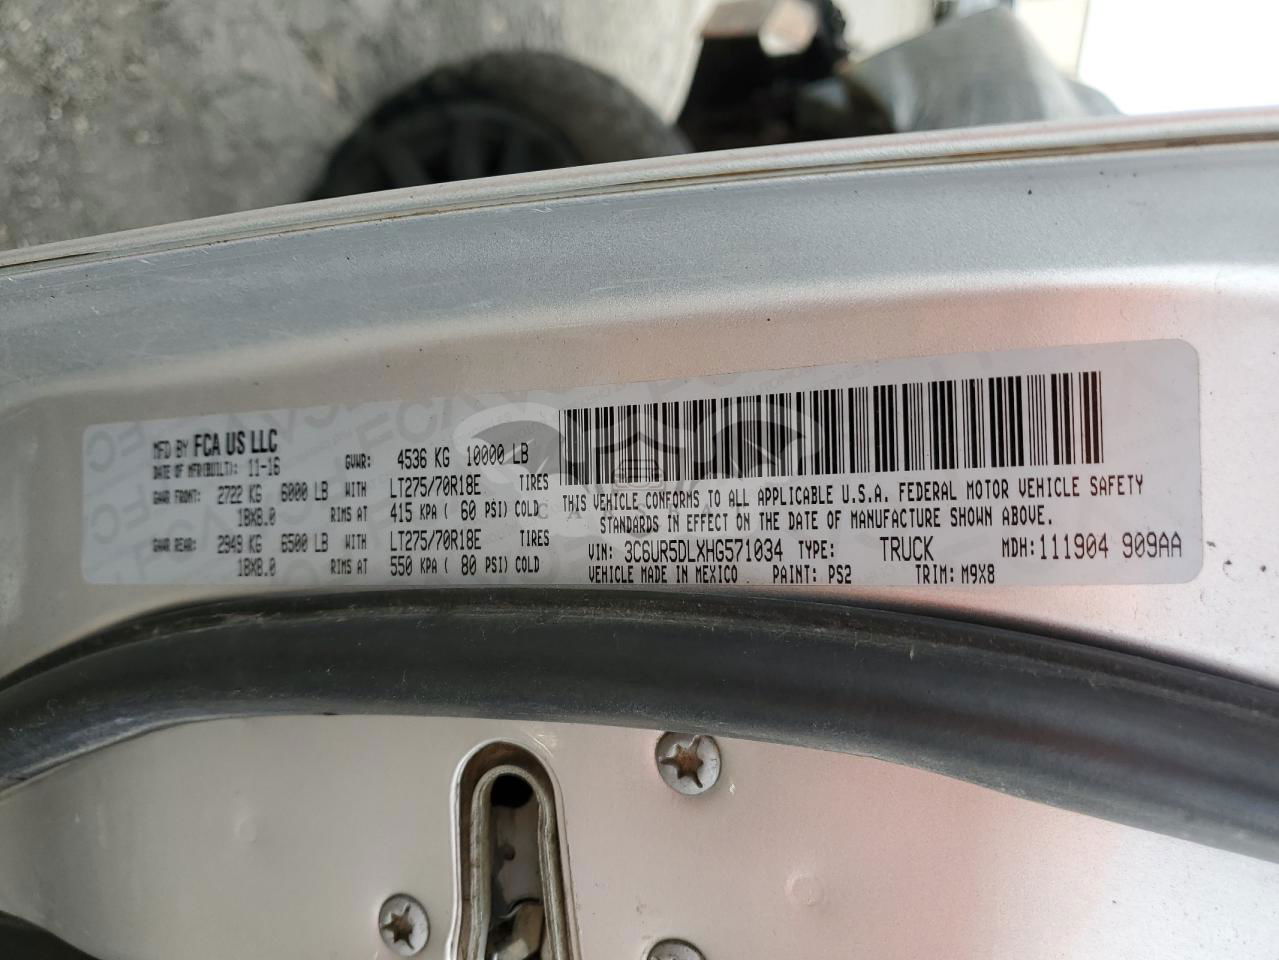 MFD BY FCA US LLC
DATE OF MFR(BUILT): 11-16 GVWR: 4536 KG 10000 LB
GAWR FRONT: 2722 KG 6000 LB WITH LT275/70R18E TIRES
18X8.0 RIMS AT 415 KPA ( 60 PSI) COLD
GAWR REAR: 2949 KG 6500 LB WITH LT275/70R18E TIRES
18X8.0 RIMS AT 550 KPA ( 80 PSI) COLD
THIS VEHICLE CONFORMS TO ALL APPLICABLE U.S.A. FEDERAL MOTOR VEHICLE SAFETY
STANDARDS IN EFFECT ON THE DATE OF MANUFACTURE SHOWN ABOVE.
VIN: 3C6UR5DLXHG571034 TYPE: TRUCK MDH: 111904 909AA
VEHICLE MADE IN MEXICO PAINT: PS2 TRIM: M9X8